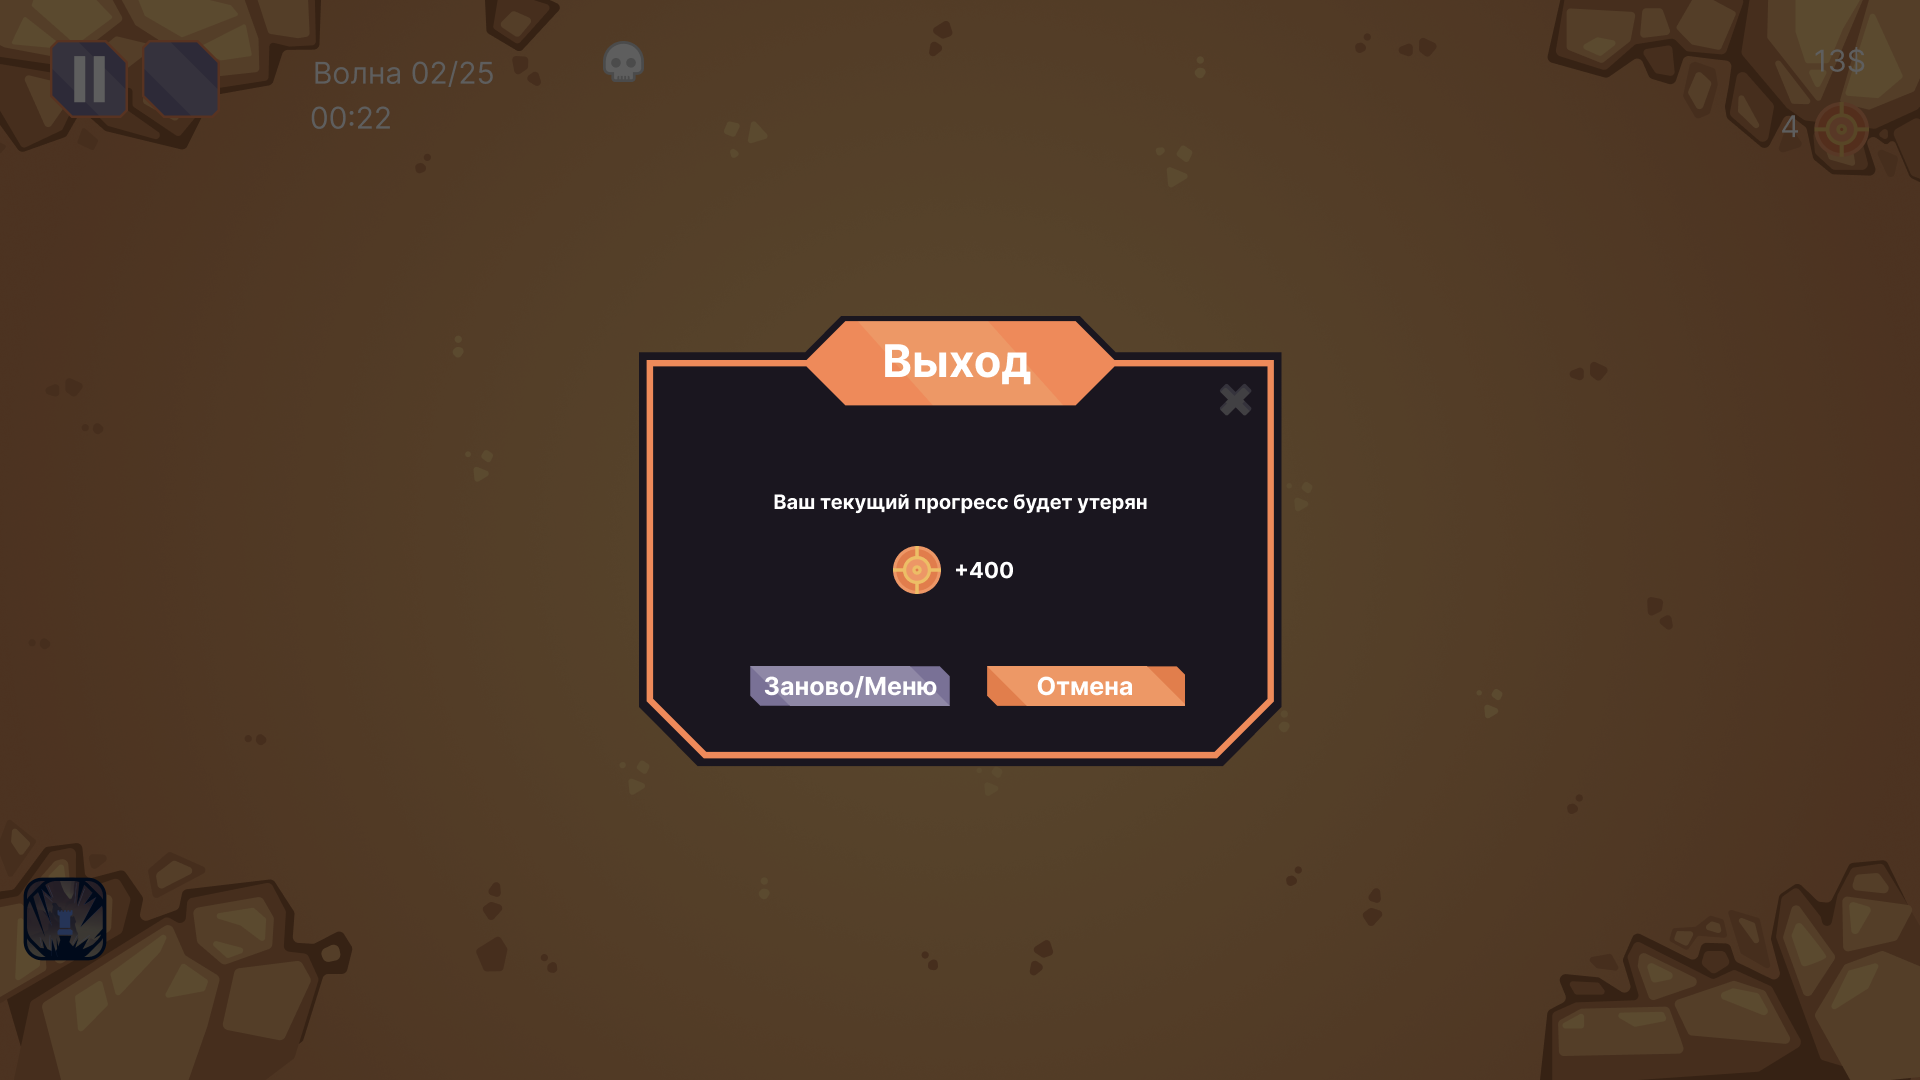 Волна 02/25
00:22
13$
4
Выход
Ваш текущий прогресс будет утерян
+400
Заново/Меню
Отмена